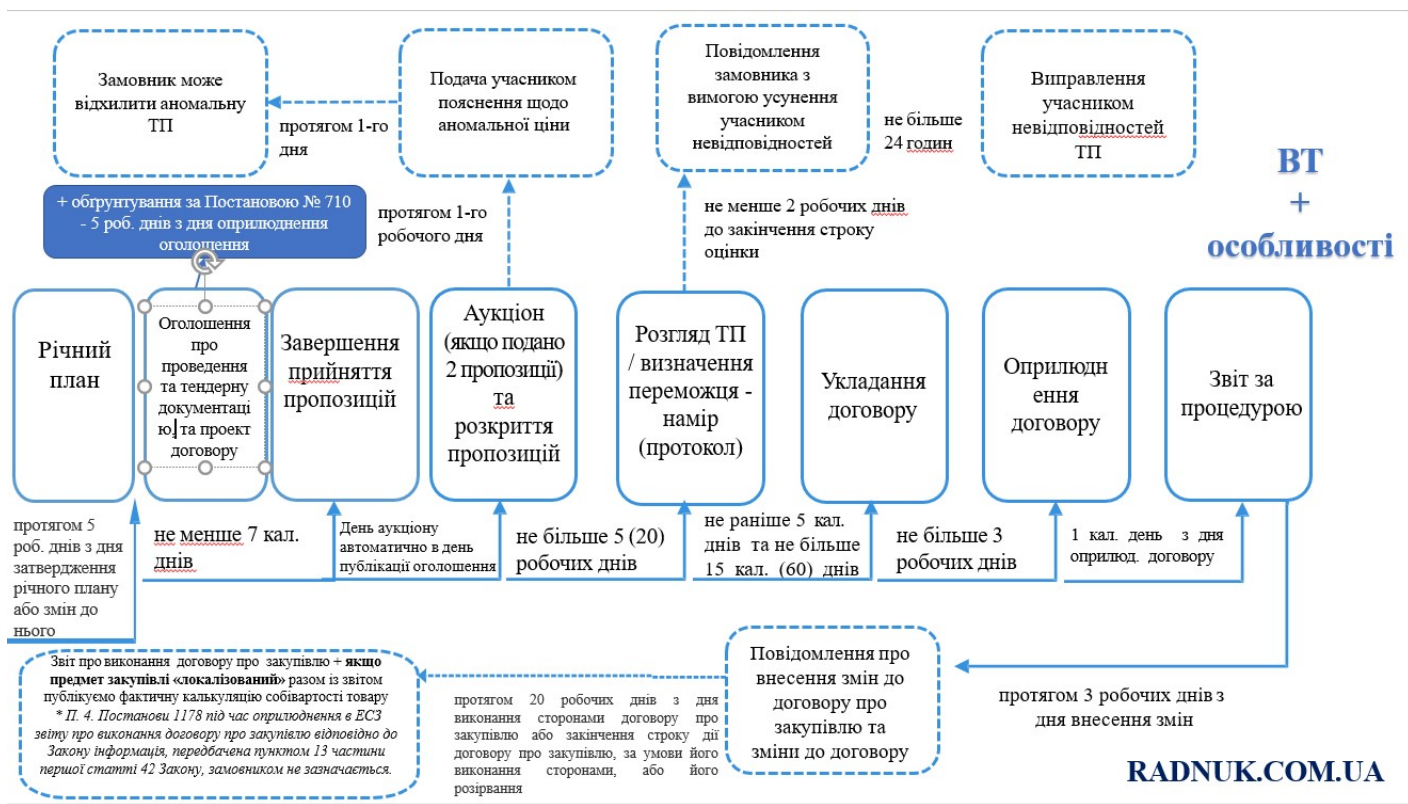 Замовник може
відхилити аномальну
ТП
протягом 1-го
дня
Подача учасником
пояснення щодо
аномальної ціни
Повідомлення
замовника з
вимогою усунення
учасником
невідповідностей
не більше
24 годин
Виправлення
учасником
невідповідностей
ТП
ВТ
+
особливості
+ обґрунтування за Постановою № 710
- 5 роб. днів з дня оприлюднення
оголошення
протягом 1-го
робочого дня
не менше 2 робочих днів
до закінчення строку
оцінки
Річний
план
Оголошення
про
проведення
та тендерну
документаці
ю, та проект
договору
Завершення
прийняття
пропозицій
Аукціон
(якщо подано
2 пропозиції)
та
розкриття
пропозицій
Розгляд ТП
/ визначення
переможця -
намір
(протокол)
Укладання
договору
Оприлюдн
ення
договору
Звіт за
процедурою
протягом 5
роб. днів з дня
затвердження
річного плану
або змін до
нього
не менше 7 кал.
днів
День аукціону
автоматично в день
публікації оголошення
не більше 5 (20)
робочих днів
не раніше 5 кал.
днів та не більше
15 кал. (60) днів
не більше 3
робочих днів
1 кал. день з дня
оприлюд. договору
Звіт про виконання договору про закупівлю + якщо
предмет закупівлі «локалізований» разом із звітом
публікуємо фактичну калькуляцію собівартості товару
* П. 4. Постанови 1178 під час оприлюднення в ЕСЗ
звіту про виконання договору про закупівлю відповідно до
Закону інформація, передбачена пунктом 13 частини
першої статті 42 Закону, замовником не зазначається.
протягом 20 робочих днів з дня
виконання сторонами договору про
закупівлю або закінчення строку дії
договору про закупівлю, за умови його
виконання сторонами, або його
розірвання
Повідомлення про
внесення змін до
договору про
закупівлю та
зміни до договору
протягом 3 робочих днів з
дня внесення змін
RADNUK.COM.UA